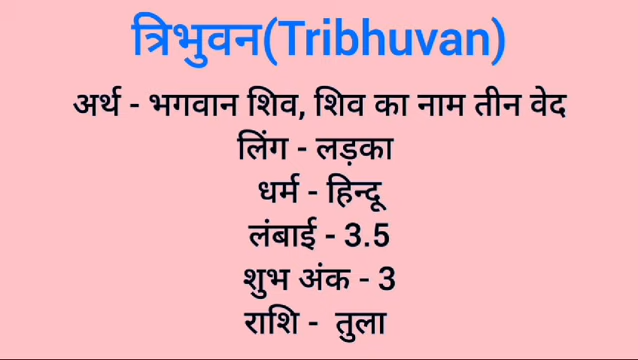 त्रिभुवन(Tribhuvan)
अर्थ - भगवान शिव, शिव का नाम तीन वेद
लिंग - लड़का
धर्म - हिन्दू
लंबाई - 3.5
शुभ अंक - 3
राशि - तुला